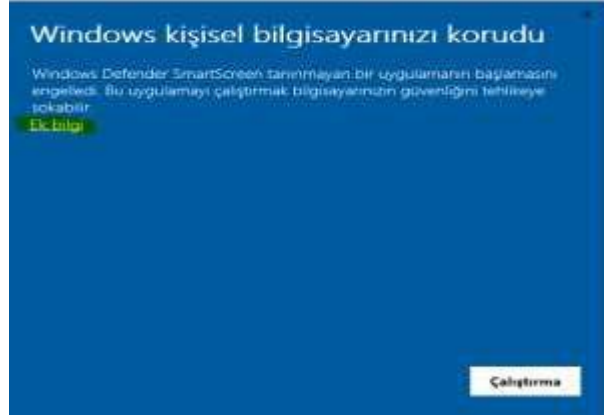 Windows kişisel bilgisayarınızı korudu
Windows Defender SmartScreen tanınmayan bir uygulamanın başlamasını
engelledi. Bu uygulamayı çalıştırmak bilgisayarınızın güvenliğini tehlikeye
sokabilir.
Ek bilgi
Çalıştırma